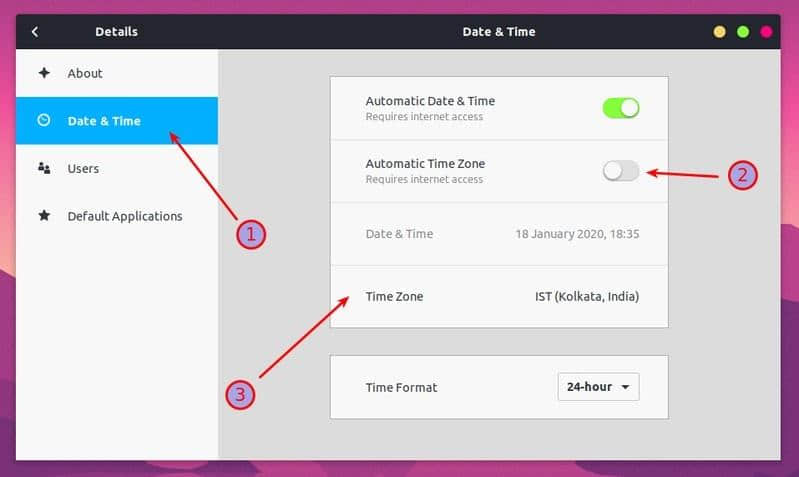 Details
Date & Time
About
Date & Time
Users
Default Applications
Automatic Date & Time
Requires internet access
Automatic Time Zone
Requires internet access
Date & Time 18 January 2020, 18:35
Time Zone IST (Kolkata, India)
Time Format 24-hour
1
2
3